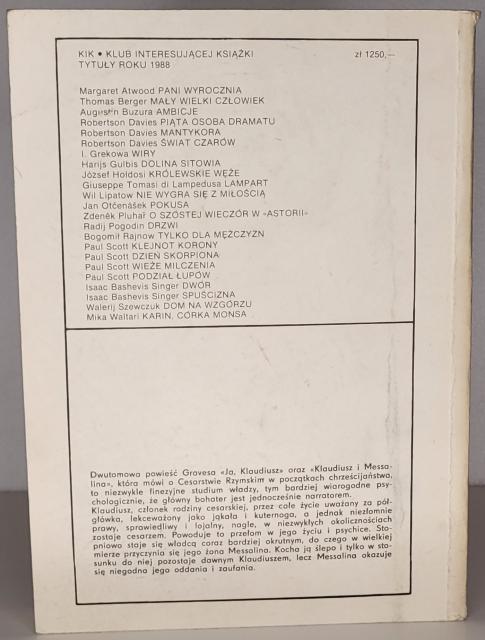 KIK • KLUB INTERESUJĄCEJ KSIĄŻKI zł 1250,—
TYTUŁY ROKU 1988
Margaret Atwood PANI WYROCZNIA
Thomas Berger MAŁY WIELKI CZŁOWIEK
Augustin Buzura AMBICJE
Robertson Davies PIĄTA OSOBA DRAMATU
Robertson Davies MANTYKORA
Robertson Davies ŚWIAT CZARÓW
I. Grekowa WIRY
Harijs Gulbis DOLINA SITOWIA
József Holdosi KRÓLEWSKIE WĘŻE
Giuseppe Tomasi di Lampedusa LAMPART
Wil Lipatow NIE WYGRA SIĘ Z MIŁOŚCIĄ
Jan Otčenášek POKUSA
Zdeněk Pluhař O SZÓSTEJ WIECZÓR W »ASTORII«
Radij Pogodin DRZWI
Bogomił Rajnow TYLKO DLA MĘŻCZYZN
Paul Scott KLEJNOT KORONY
Paul Scott DZIEŃ SKORPIONA
Paul Scott WIEŻE MILCZENIA
Paul Scott PODZIAŁ ŁUPÓW
Isaac Bashevis Singer DWÓR
Isaac Bashevis Singer SPUŚCIZNA
Walerij Szewczuk DOM NA WZGÓRZU
Mika Waltari KARIN, CÓRKA MONSA
Dwutomowa powieść Gravesa «Ja, Klaudiusz» oraz «Klaudiusz i Messa-
lina», która mówi o Cesarstwie Rzymskim w początkach chrześcijaństwa,
to niezwykle finezyjne studium władzy, tym bardziej wiarogodne psy-
chologicznie, że główny bohater jest jednocześnie narratorem.
Klaudiusz, członek rodziny cesarskiej, przez całe życie uważany za pół-
główka, lekceważony jako jąkała i kuternoga, a jednak niezłomnie
prawy, sprawiedliwy i lojalny, nagle, w niezwykłych okolicznościach
zostaje cesarzem. Powoduje to przełom w jego życiu i psychice. Sto-
pniowo staje się władcą coraz bardziej okrutnym, do czego w wielkiej
mierze przyczynia się jego żona Messalina. Kocha ją ślepo i tylko w sto-
sunku do niej pozostaje dawnym Klaudiuszem, lecz Messalina okazuje
się niegodna jego oddania i zaufania.